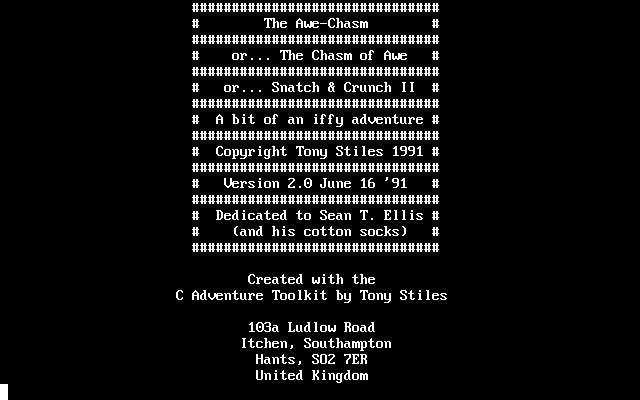 ###############################
#        The Awe-Chasm        #
###############################
#    or... The Chasm of Awe   #
###############################
#   or... Snatch & Crunch II  #
###############################
#  A bit of an iffy adventure #
###############################
#  Copyright Tony Stiles 1991 #
###############################
#   Version 2.0 June 16 '91   #
###############################
#  Dedicated to Sean T. Ellis #
#    (and his cotton socks)   #
###############################
Created with the
C Adventure Toolkit by Tony Stiles
103a Ludlow Road
Itchen, Southampton
Hants, SO2 7ER
United Kingdom